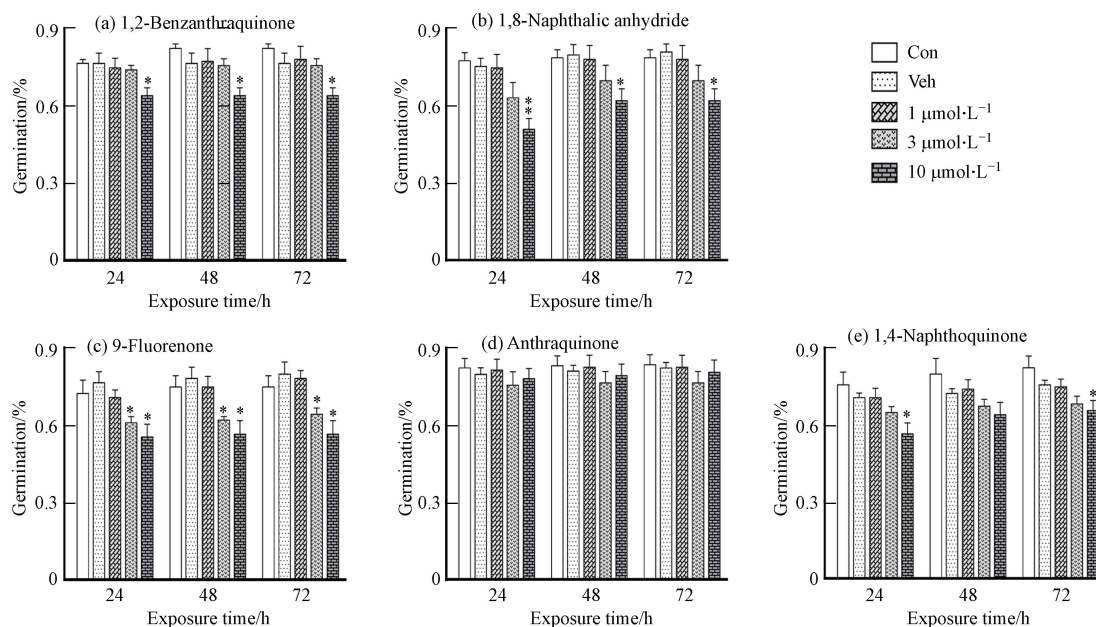 (a) 1,2-Benzanthraquinone
0.9
0.6
0.3
0
Germination/%
*
*
*
24 48 72
Exposure time/h
(b) 1,8-Naphthalic anhydride
0.9
0.6
0.3
0
Germination/%
*
*
*
*
24 48 72
Exposure time/h
Con
Veh
1 μmol·L⁻¹
3 μmol·L⁻¹
10 μmol·L⁻¹
(c) 9-Fluorenone
0.9
0.6
0.3
0
Germination/%
* *
* *
* *
24 48 72
Exposure time/h
(d) Anthraquinone
0.9
0.6
0.3
0
Germination/%
24 48 72
Exposure time/h
(e) 1,4-Naphthoquinone
0.9
0.6
0.3
0
Germination/%
*
*
24 48 72
Exposure time/h